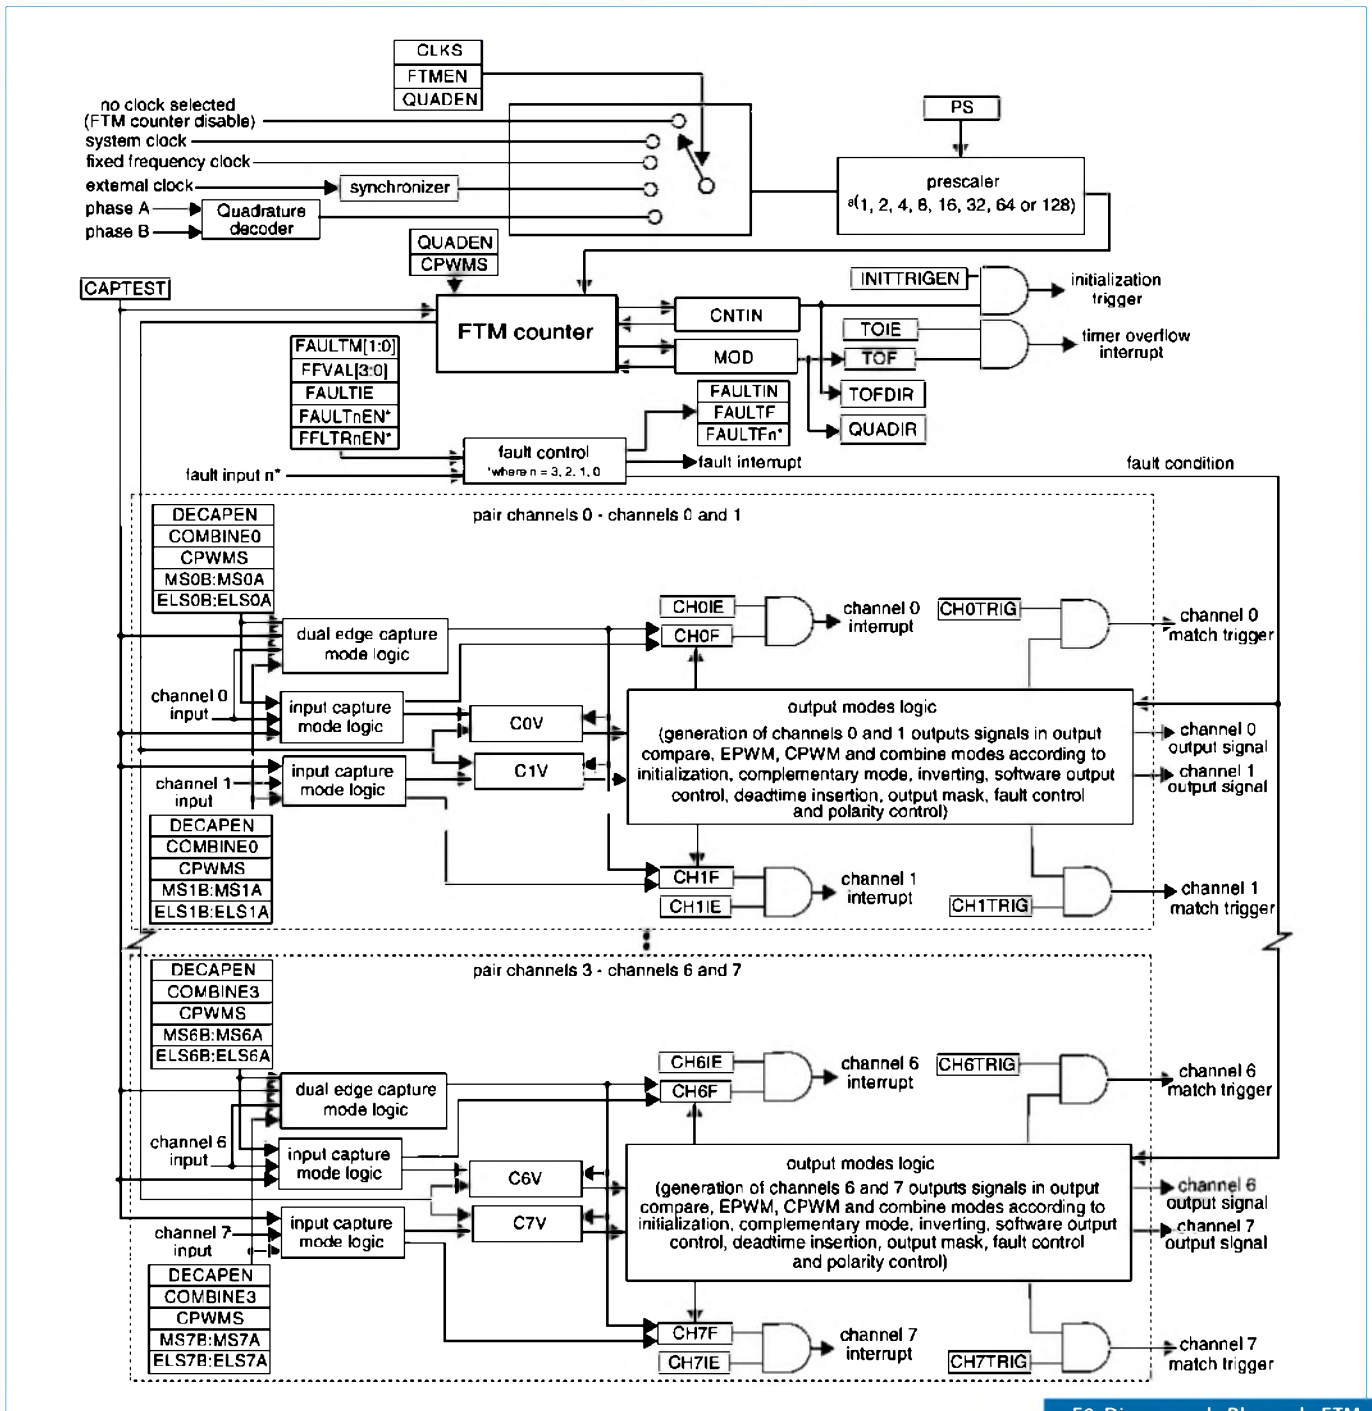 CLKS
FTMEN
QUADEN
no clock selected
(FTM counter disable)
system clock
fixed frequency clock
external clock
synchronizer
phase A
phase B
Quadrature
decoder
PS
prescaler
(1, 2, 4, 8, 16, 32, 64 or 128)
QUADEN
CPWMS
CAPTEST
FTM counter
CNTIN
MOD
INITTRIGEN
initialization
trigger
TOIE
TOF
timer overflow
interrupt
TOFDIR
QUADIR
FAULTM[1:0]
FFVAL[3:0]
FAULTIE
FAULTnEN*
FFLTRnEN*
FAULTIN
FAULTF
FAULTFn*
fault control
*where n = 3, 2, 1, 0
fault interrupt
fault input n*
fault condition
pair channels 0 - channels 0 and 1
DECAPEN
COMBINE0
CPWMS
MS0B:MS0A
ELS0B:ELS0A
dual edge capture
mode logic
CH0IE
CH0F
channel 0
interrupt
CH0TRIG
channel 0
match trigger
channel 0
input
input capture
mode logic
C0V
output modes logic
(generation of channels 0 and 1 outputs signals in output
compare, EPWM, CPWM and combine modes according to
initialization, complementary mode, inverting, software output
control, deadtime insertion, output mask, fault control
and polarity control)
channel 0
output signal
channel 1
output signal
channel 1
input
input capture
mode logic
C1V
DECAPEN
COMBINE0
CPWMS
MS1B:MS1A
ELS1B:ELS1A
CH1F
CH1IE
channel 1
interrupt
CH1TRIG
channel 1
match trigger
pair channels 3 - channels 6 and 7
DECAPEN
COMBINE3
CPWMS
MS6B:MS6A
ELS6B:ELS6A
dual edge capture
mode logic
CH6IE
CH6F
channel 6
interrupt
CH6TRIG
channel 6
match trigger
channel 6
input
input capture
mode logic
C6V
output modes logic
(generation of channels 6 and 7 outputs signals in output
compare, EPWM, CPWM and combine modes according to
initialization, complementary mode, inverting, software output
control, deadtime insertion, output mask, fault control
and polarity control)
channel 6
output signal
channel 7
output signal
channel 7
input
input capture
mode logic
C7V
DECAPEN
COMBINE3
CPWMS
MS7B:MS7A
ELS7B:ELS7A
CH7F
CH7IE
channel 7
interrupt
CH7TRIG
channel 7
match trigger